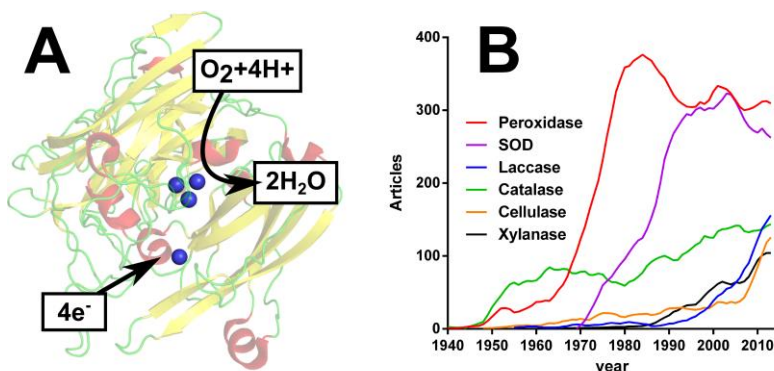 A
O2+4H+
2H2O
4e-
B
Articles
400
300
200
100
0
Peroxidase
SOD
Laccase
Catalase
Cellulase
Xylanase
1940 1950 1960 1970 1980 1990 2000 2010
year